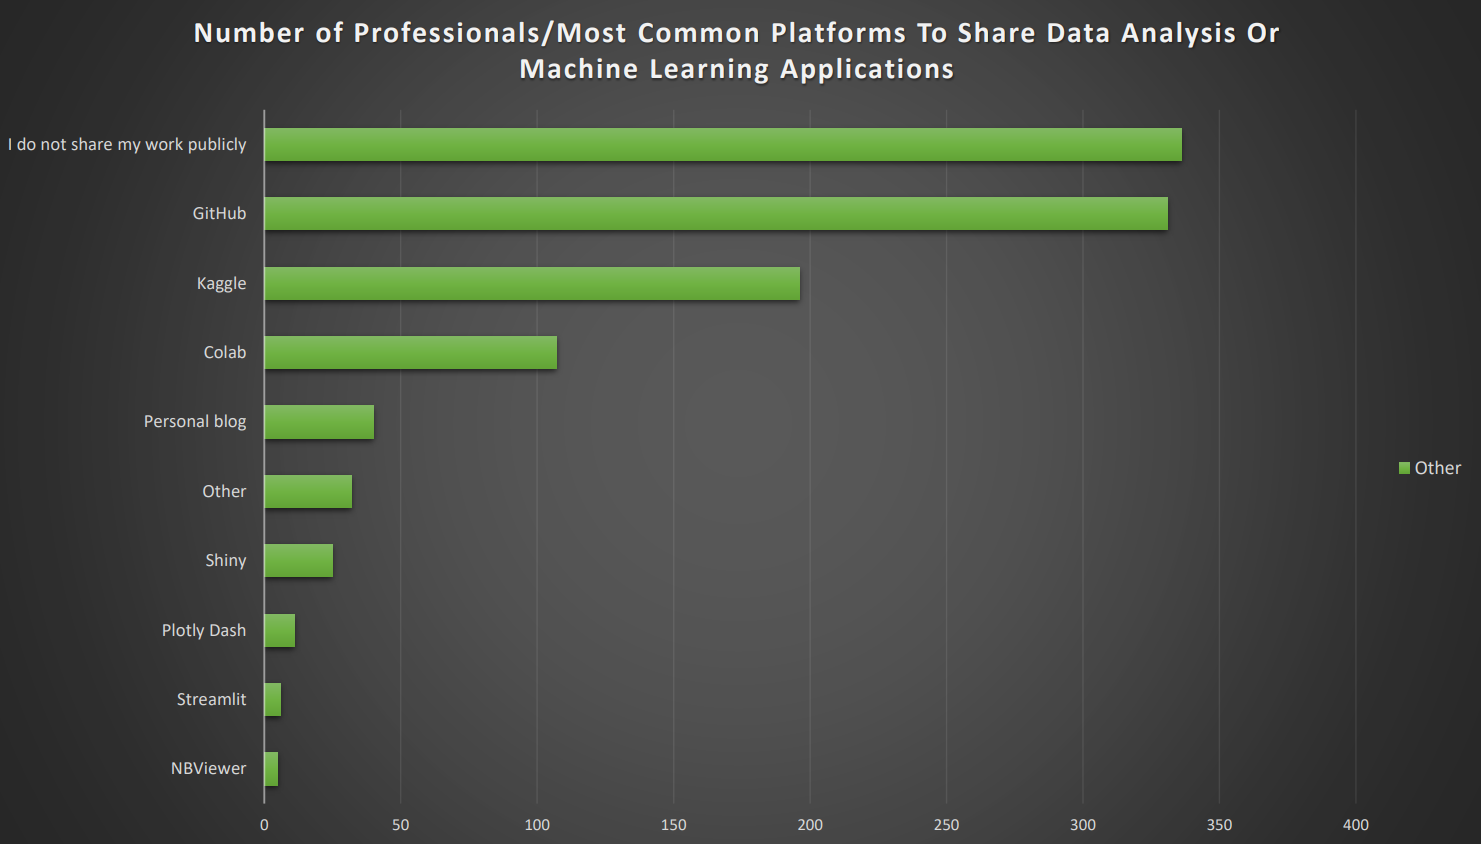 Number of Professionals/Most Common Platforms To Share Data Analysis Or
Machine Learning Applications
I do not share my work publicly
GitHub
Kaggle
Colab
Personal blog
Other
Shiny
Plotly Dash
Streamlit
NBViewer
0 50 100 150 200 250 300 350 400
Other